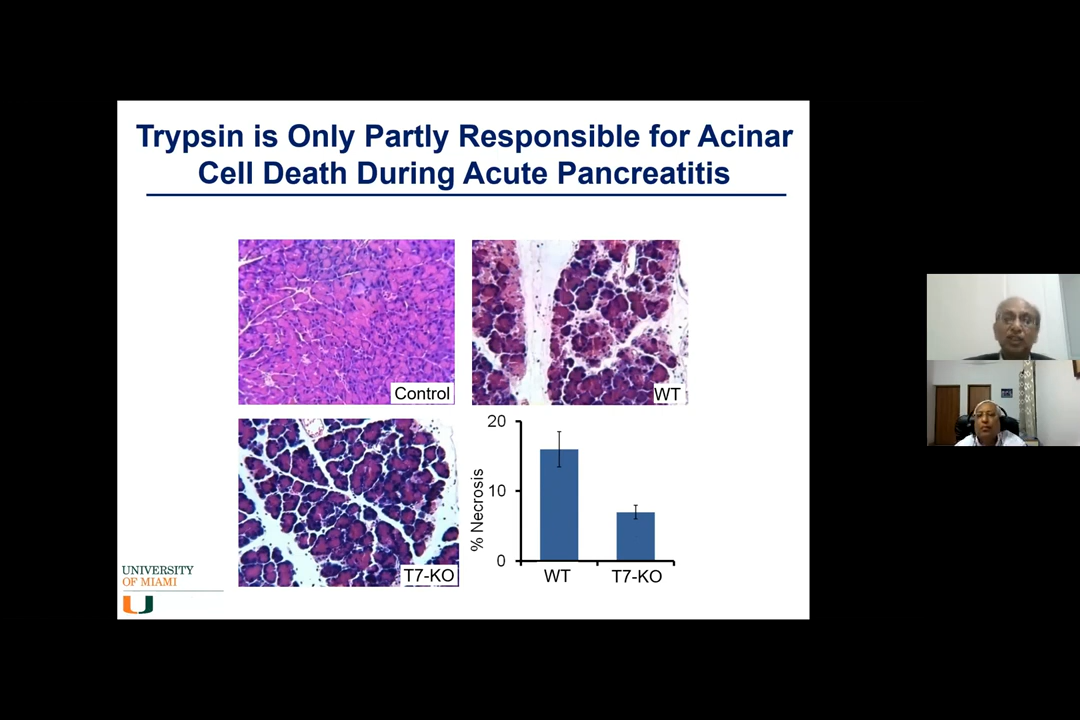 Trypsin is Only Partly Responsible for Acinar
Cell Death During Acute Pancreatitis
Control
WT
T7-KO
20
10
0
% Necrosis
WT
T7-KO
UNIVERSITY
OF MIAMI